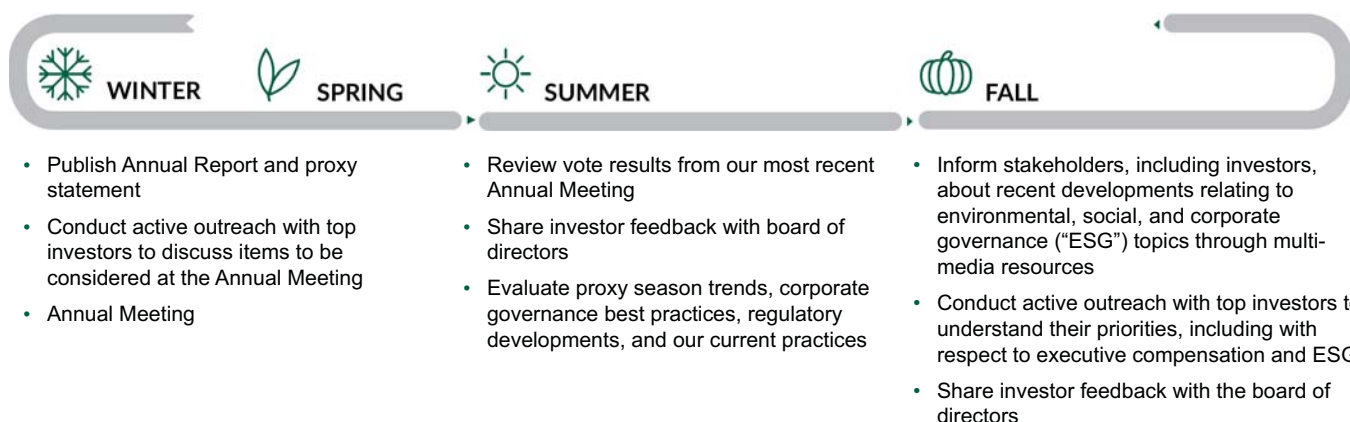 WINTER
SPRING
SUMMER
FALL
• Publish Annual Report and proxy
statement
• Conduct active outreach with top
investors to discuss items to be
considered at the Annual Meeting
• Annual Meeting
• Review vote results from our most recent
Annual Meeting
• Share investor feedback with board of
directors
• Evaluate proxy season trends, corporate
governance best practices, regulatory
developments, and our current practices
• Inform stakeholders, including investors,
about recent developments relating to
environmental, social, and corporate
governance (“ESG”) topics through multi-
media resources
• Conduct active outreach with top investors
understand their priorities, including with
respect to executive compensation and
• Share investor feedback with the board of
directors